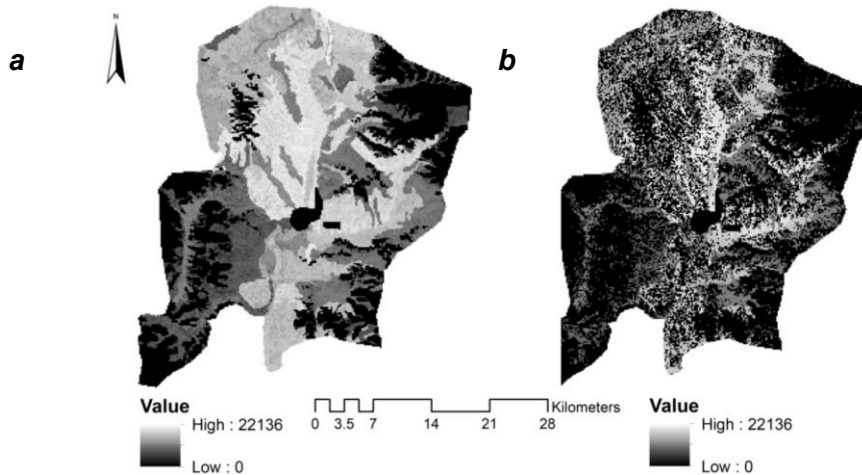 N
a
b
Value
High : 22136
Low : 0
Kilometers
0 3.5 7 14 21 28
Value
High : 22136
Low : 0